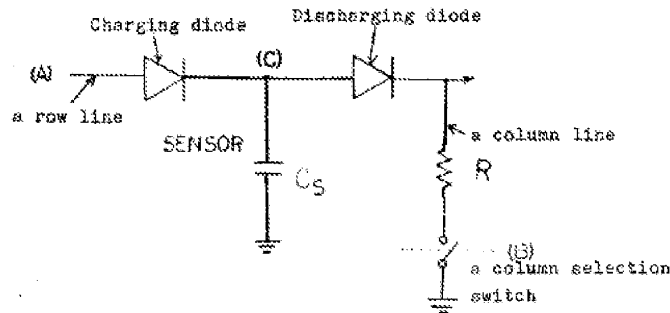 Charging diode
Discharging diode
(A)
(C)
a row line
a column line
SENSOR
CS
R
(B)
a column selection
switch